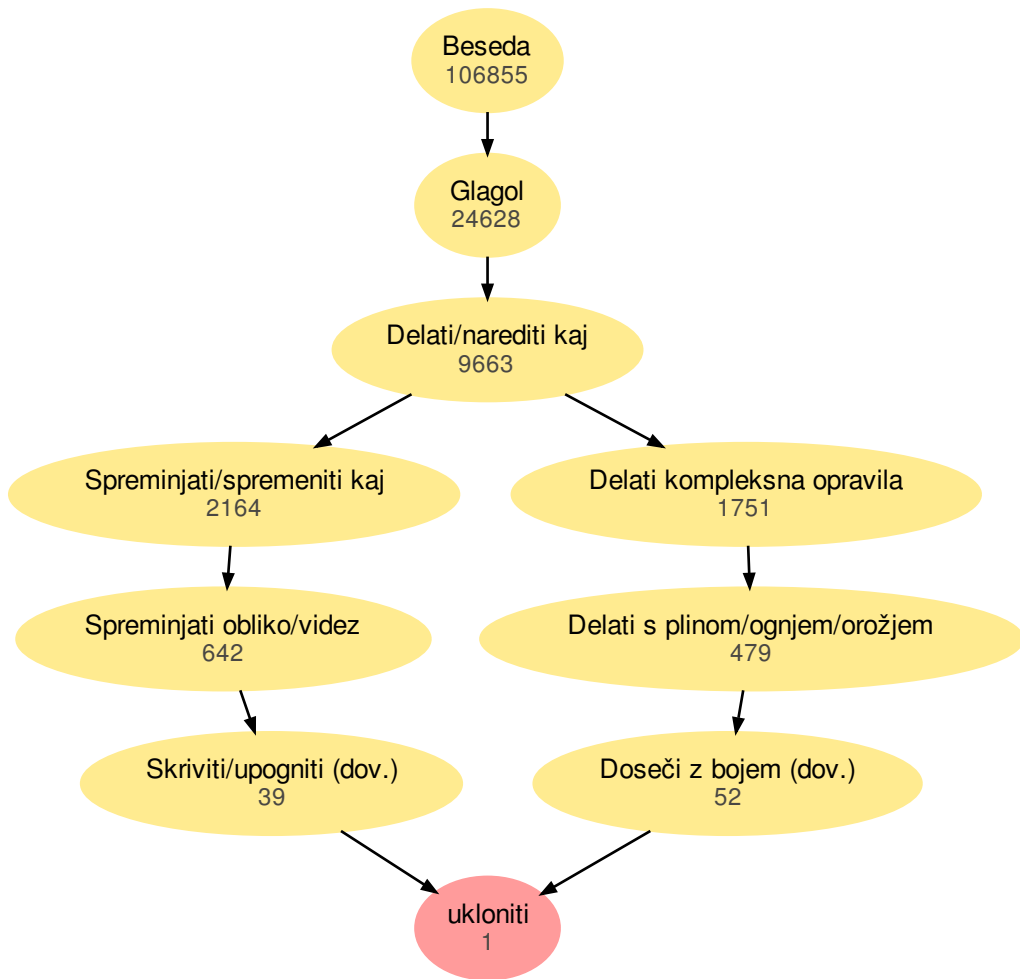 Beseda
106855
Glagol
24628
Delati/narediti kaj
9663
Spreminjati/spremeniti kaj
2164
Delati kompleksna opravila
1751
Spreminjati obliko/videz
642
Delati s plinom/ognjem/orožjem
479
Skriviti/upogniti (dov.)
39
Doseči z bojem (dov.)
52
ukloniti
1